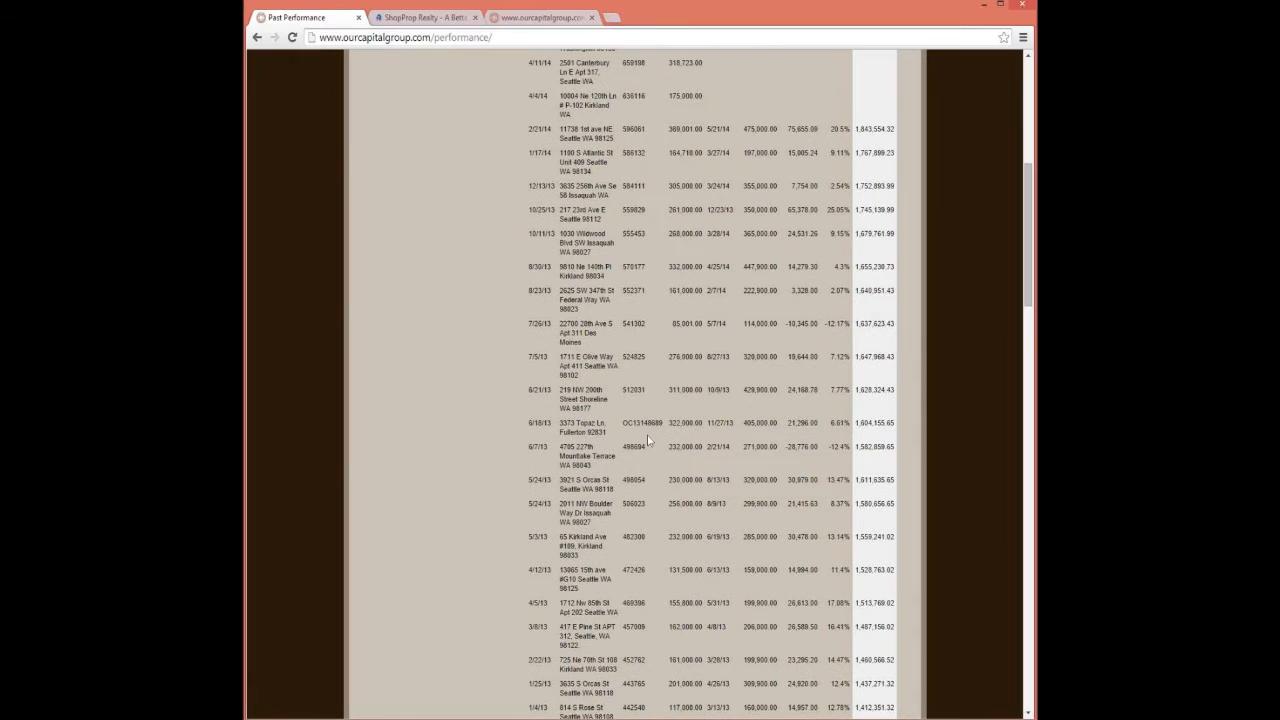 Past Performance
ShopProp Realty - A Bette
www.ourcapitalgroup.com
www.ourcapitalgroup.com/performance/
4/11/14 2501 Canterbury 659198 318,723.00
Ln E Apt 317,
Seattle WA
4/4/14 10004 Ne 120th Ln 636116 175,000.00
# P-102 Kirkland
WA
2/21/14 11738 1st ave NE 596061 369,001.00 5/21/14 475,000.00 75,655.09 20.5% 1,843,554.32
Seattle WA 98125
1/17/14 1100 S Atlantic St 586132 164,710.00 3/27/14 197,000.00 15,005.24 9.11% 1,767,899.23
Unit 409 Seattle
WA 98134
12/13/13 3635 256th Ave Se 584111 305,000.00 3/24/14 355,000.00 7,754.00 2.54% 1,752,893.99
58 Issaquah WA
10/25/13 217 23rd Ave E 559829 261,000.00 12/23/13 350,000.00 65,378.00 25.05% 1,745,139.99
Seattle 98112
10/11/13 1030 Wildwood 555453 268,000.00 3/28/14 365,000.00 24,531.26 9.15% 1,679,761.99
Blvd SW Issaquah
WA 98027
8/30/13 9810 Ne 140th Pl 570177 332,000.00 4/25/14 447,900.00 14,279.30 4.3% 1,655,230.73
Kirkland 98034
8/23/13 2625 SW 347th St 552371 161,000.00 2/7/14 222,900.00 3,328.00 2.07% 1,640,951.43
Federal Way WA
98023
7/26/13 22700 28th Ave S 541302 85,001.00 5/7/14 114,000.00 -10,345.00 -12.17% 1,637,623.43
Apt 311 Des
Moines
7/5/13 1711 E Olive Way 524825 276,000.00 8/27/13 320,000.00 19,644.00 7.12% 1,647,968.43
Apt 411 Seattle WA
98102
6/21/13 219 NW 200th 512031 311,000.00 10/9/13 429,900.00 24,168.78 7.77% 1,628,324.43
Street Shoreline
WA 98177
6/18/13 3373 Topaz Ln, OC13148689 322,000.00 11/27/13 405,000.00 21,296.00 6.61% 1,604,155.65
Fullerton 92831
6/7/13 4705 227th 498694 232,000.00 2/21/14 271,000.00 -28,776.00 -12.4% 1,582,859.65
Mountlake Terrace
WA 98043
5/24/13 3921 S Orcas St 498054 230,000.00 8/13/13 320,000.00 30,979.00 13.47% 1,611,635.65
Seattle WA 98118
5/24/13 2011 NW Boulder 506023 256,000.00 8/9/13 299,900.00 21,415.63 8.37% 1,580,656.65
Way Dr Issaquah
WA 98027
5/3/13 65 Kirkland Ave 482300 232,000.00 6/19/13 285,000.00 30,478.00 13.14% 1,559,241.02
#109, Kirkland
98033
4/12/13 13065 15th ave 472426 131,500.00 6/13/13 159,000.00 14,994.00 11.4% 1,528,763.02
#G10 Seattle WA
98125
4/5/13 1712 Nw 85th St 469396 155,800.00 5/31/13 199,900.00 26,613.00 17.08% 1,513,769.02
Apt 202 Seattle WA
3/8/13 417 E Pine St APT 457009 162,000.00 4/8/13 206,000.00 26,589.50 16.41% 1,487,156.02
312, Seattle, WA
98122
2/22/13 725 Ne 70th St 108 452762 161,000.00 3/28/13 199,900.00 23,295.20 14.47% 1,460,566.52
Kirkland WA 98033
1/25/13 3635 S Orcas St 443765 201,000.00 4/26/13 309,900.00 24,920.00 12.4% 1,437,271.32
Seattle WA 98118
1/4/13 814 S Rose St 442540 117,000.00 3/13/13 160,000.00 14,957.00 12.78% 1,412,351.32
Seattle WA 98108